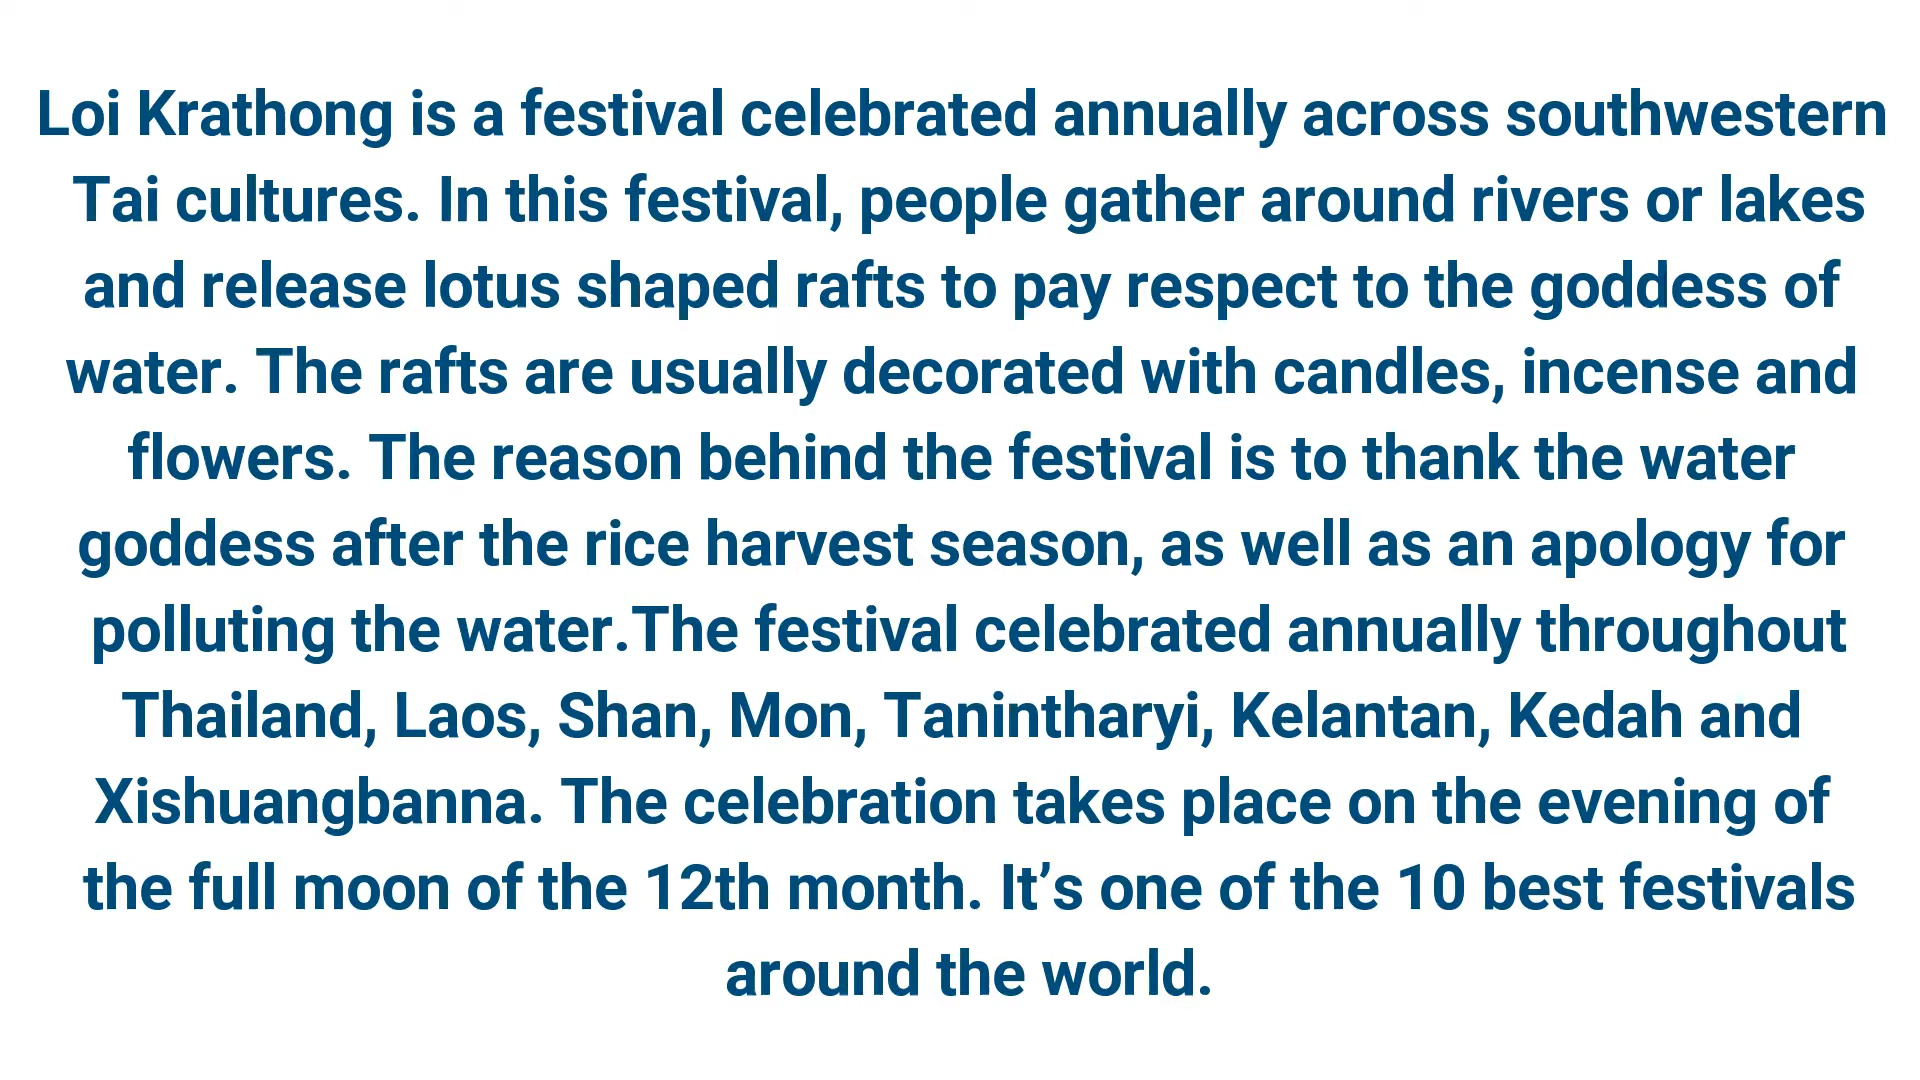 Loi Krathong is a festival celebrated annually across southwestern
Tai cultures. In this festival, people gather around rivers or lakes
and release lotus shaped rafts to pay respect to the goddess of
water. The rafts are usually decorated with candles, incense and
flowers. The reason behind the festival is to thank the water
goddess after the rice harvest season, as well as an apology for
polluting the water.The festival celebrated annually throughout
Thailand, Laos, Shan, Mon, Tanintharyi, Kelantan, Kedah and
Xishuangbanna. The celebration takes place on the evening of
the full moon of the 12th month. It’s one of the 10 best festivals
around the world.